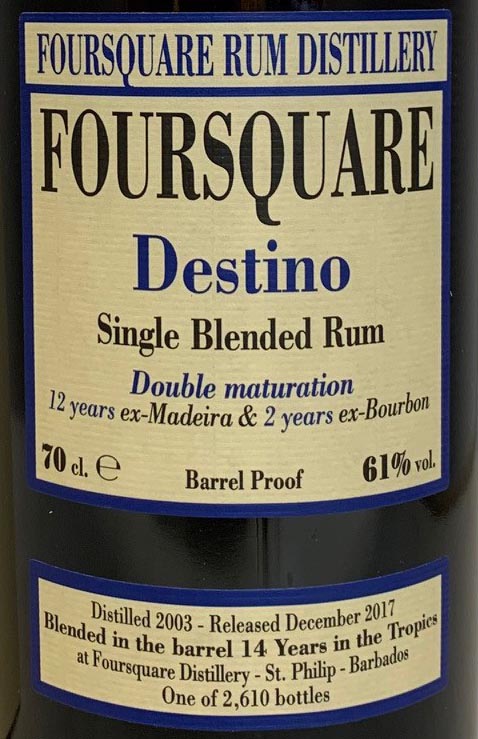 FOURSQUARE RUM DISTILLERY
FOURSQUARE
Destino
Single Blended Rum
Double maturation
12 years ex-Madeira & 2 years ex-Bourbon
70 cl. ℮ Barrel Proof 61% vol.
Distilled 2003 - Released December 2017
Blended in the barrel 14 Years in the Tropics
at Foursquare Distillery - St. Philip - Barbados
One of 2,610 bottles